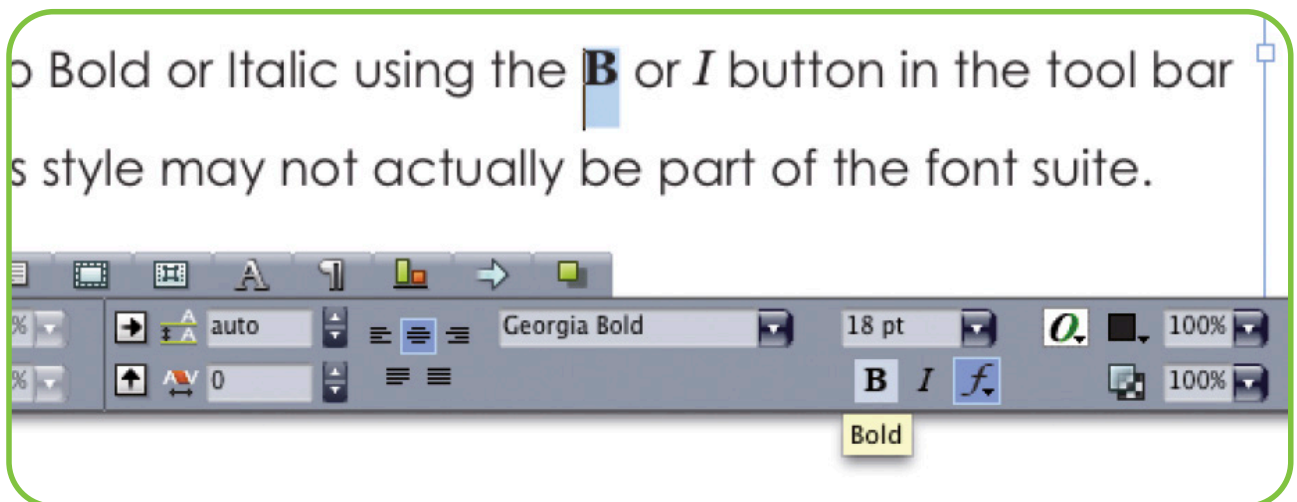 o Bold or Italic using the B or I button in the tool bar
s style may not actually be part of the font suite.
A ¶
% A A auto Georgia Bold 18 pt O 100%
% AV 0 B I f 100%
Bold